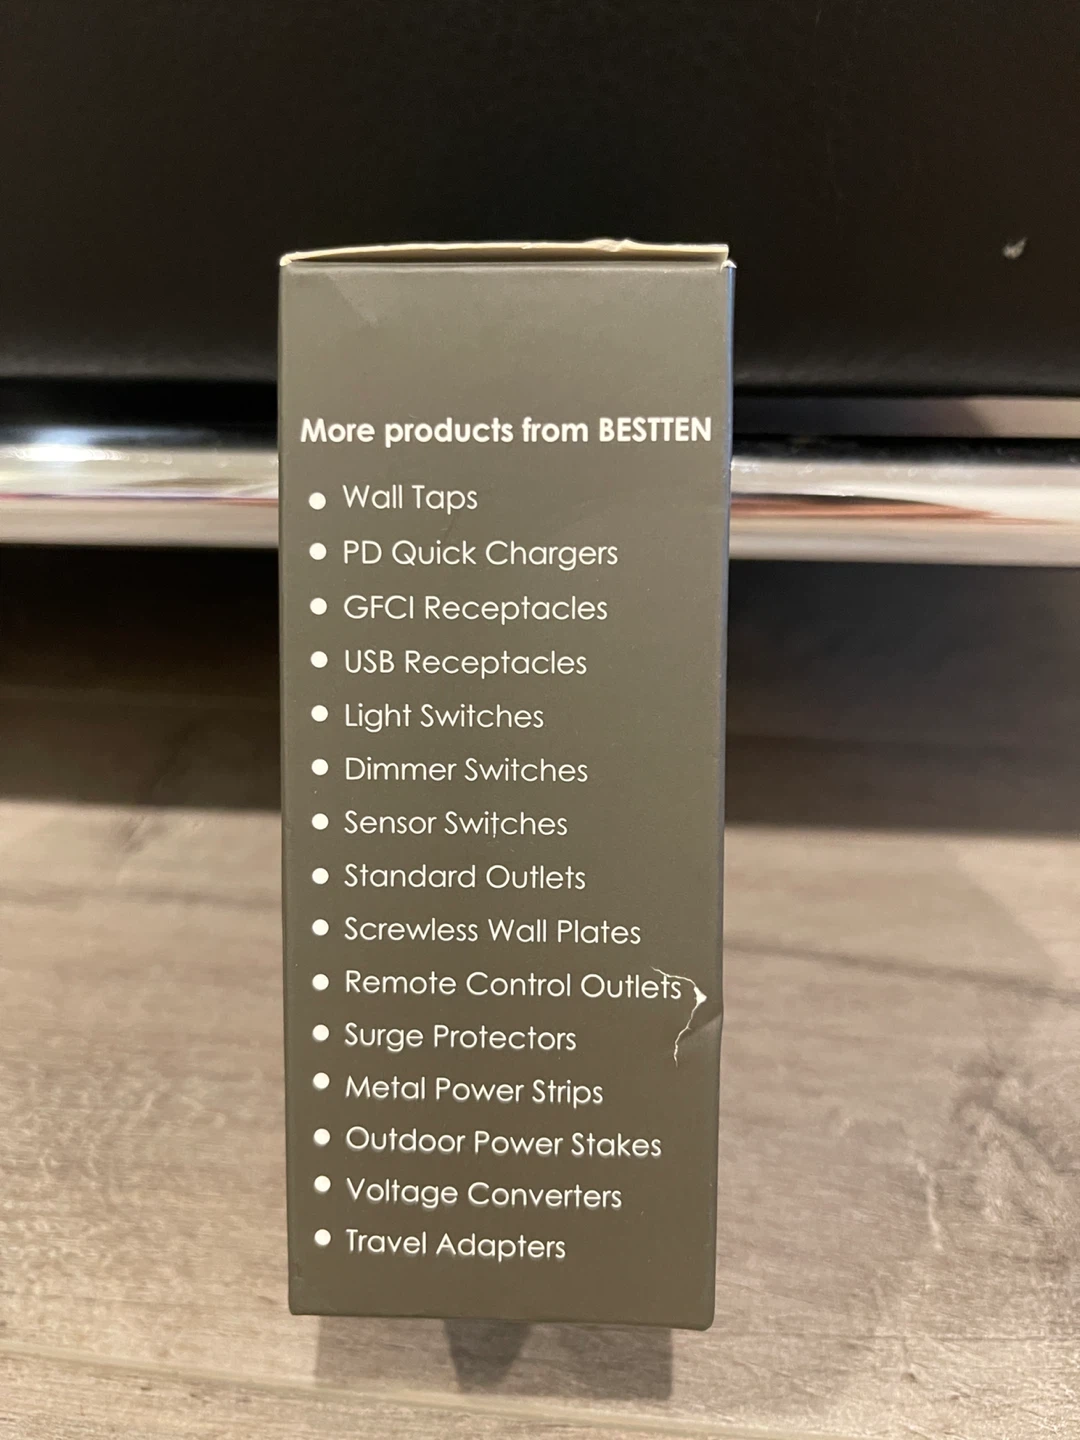 More products from BESTTEN
● Wall Taps
● PD Quick Chargers
● GFCI Receptacles
● USB Receptacles
● Light Switches
● Dimmer Switches
● Sensor Switches
● Standard Outlets
● Screwless Wall Plates
● Remote Control Outlets
● Surge Protectors
● Metal Power Strips
● Outdoor Power Stakes
● Voltage Converters
● Travel Adapters